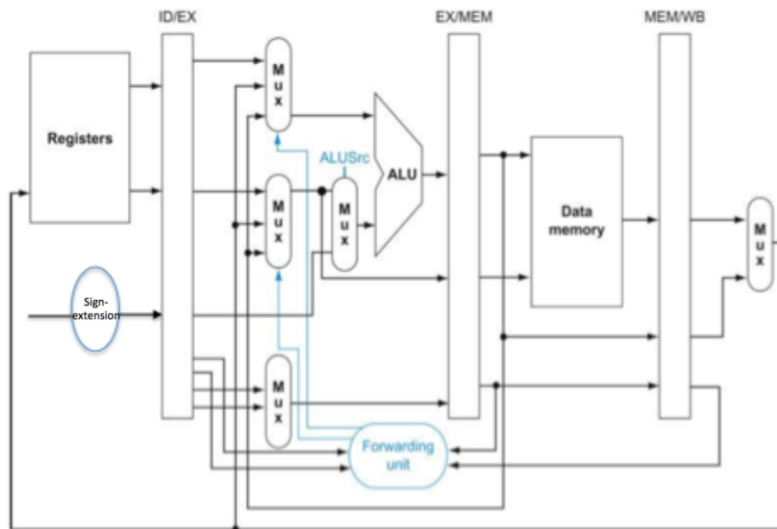 ID/EX
EX/MEM
MEM/WB
M
u
x
Registers
ALUSrc
ALU
M
u
x
M
u
x
Data
memory
M
u
x
Sign-
extension
M
u
x
Forwarding
unit